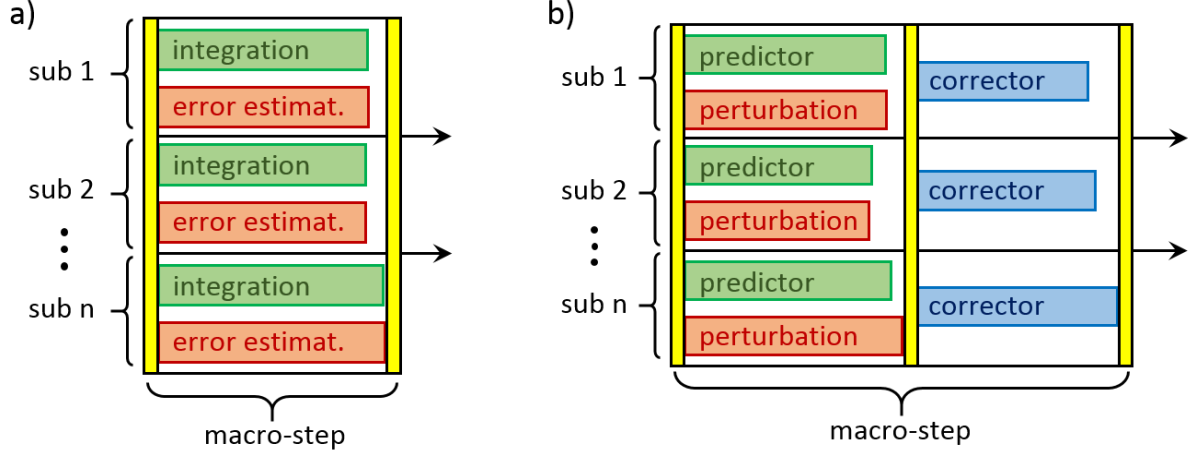 a)
sub 1
integration
error estimat.
sub 2
integration
error estimat.
sub n
integration
error estimat.
macro-step
b)
sub 1
predictor
perturbation
corrector
sub 2
predictor
perturbation
corrector
sub n
predictor
perturbation
corrector
macro-step